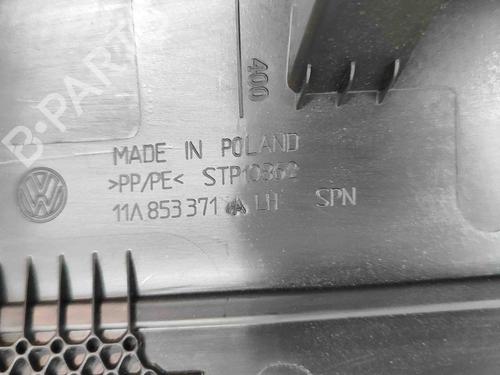 B-PARTS
400
MADE IN POLAND
>PP/PE< STP10362
11A 853 371 A LH SPN